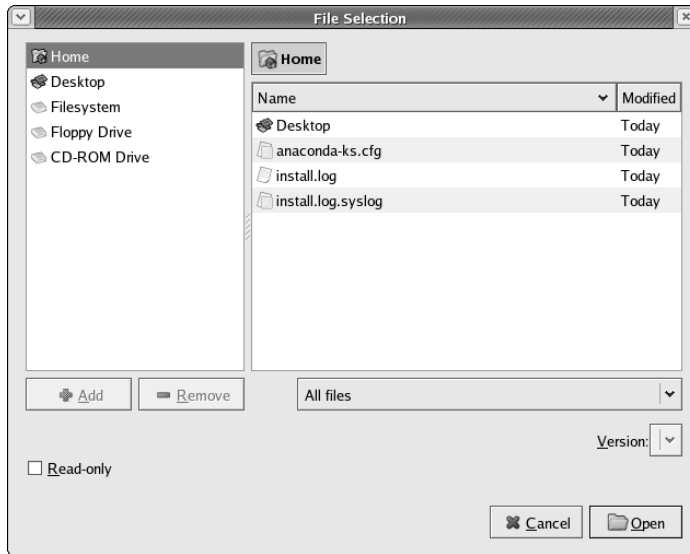 File Selection
Home
Desktop
Filesystem
Floppy Drive
CD-ROM Drive
Home
Name Modified
Desktop Today
anaconda-ks.cfg Today
install.log Today
install.log.syslog Today
Add Remove All files
Version:
Read-only
Cancel Open